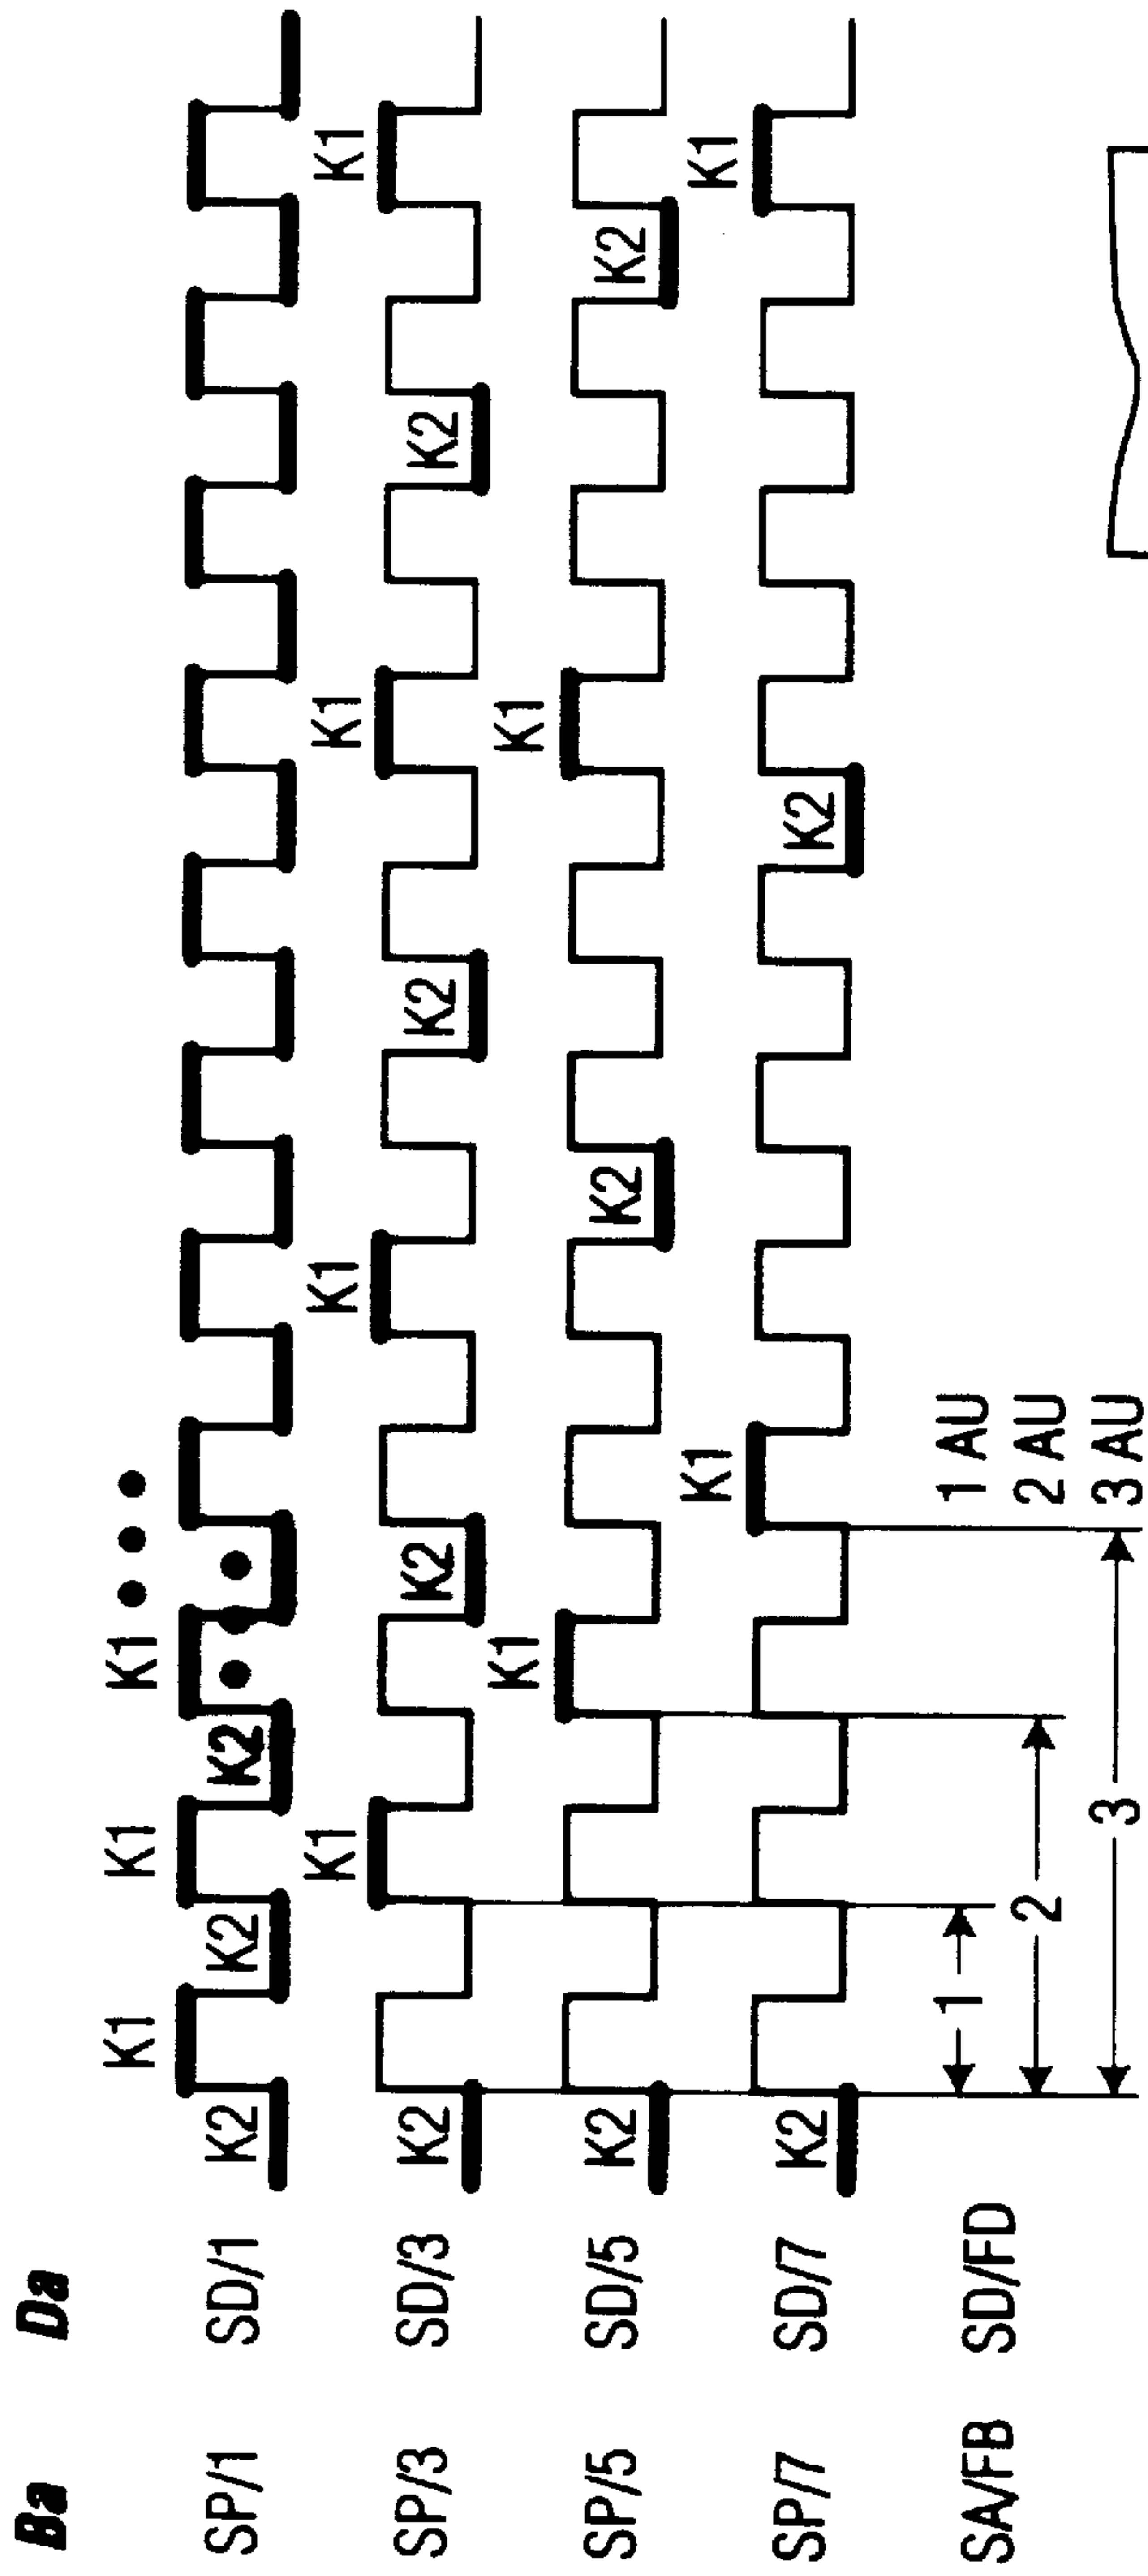 Ba Da
SP/1 SD/1 K2 K1 K2 K1 K2 K1
SP/3 SD/3 K2 K1 K2 K1 K2 K1 K2 K1
SP/5 SD/5 K2 K1 K2 K1 K2
SP/7 SD/7 K2 K1 K2 K1
SA/FB SD/FD 1 1 AU
2 2 AU
3 3 AU